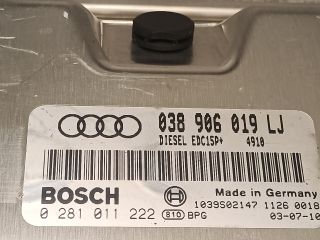 038 906 019 LJ
DIESEL EDC15P+ 4910
BOSCH
Made in Germany
1039S02147 1126 0018
0 281 011 222 810 BPG 03-07-10